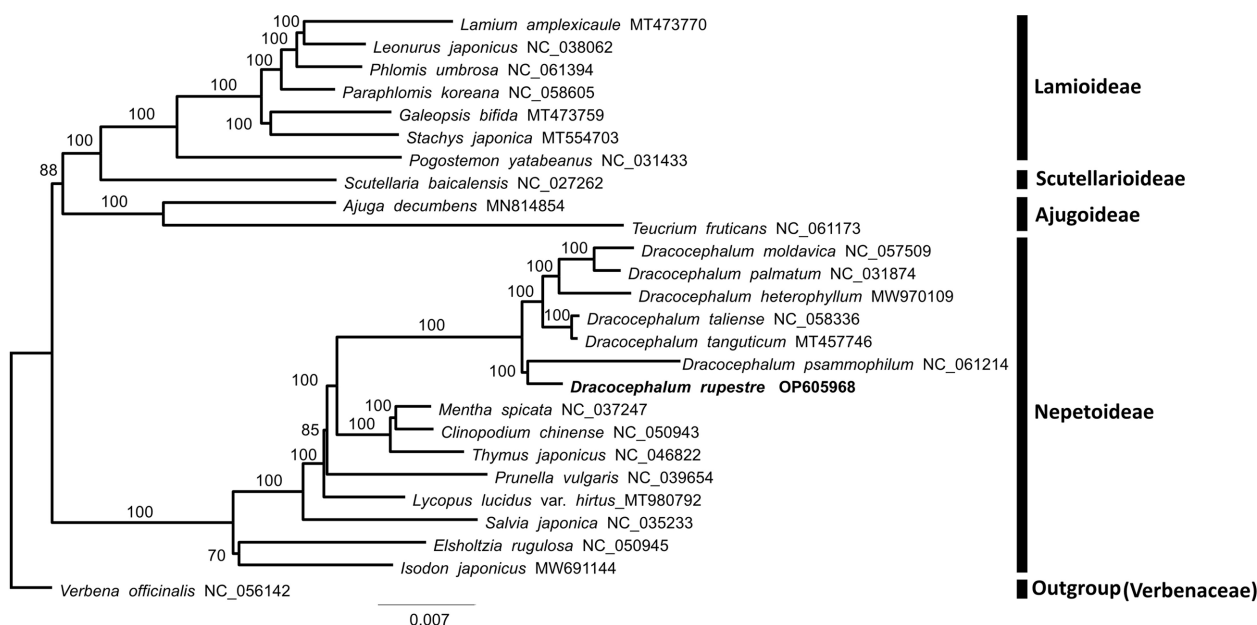 100
Lamium amplexicaule MT473770
100
Leonurus japonicus NC_038062
100
Phlomis umbrosa NC_061394
100
Paraphlomis koreana NC_058605
Lamioideae
100
Galeopsis bifida MT473759
100
Stachys japonica MT554703
100
Pogostemon yatabeanus NC_031433
88
Scutellaria baicalensis NC_027262
Scutellarioideae
100
Ajuga decumbens MN814854
Ajugoideae
Teucrium fruticans NC_061173
100
Dracocephalum moldavica NC_057509
100
Dracocephalum palmatum NC_031874
100
Dracocephalum heterophyllum MW970109
100
Dracocephalum taliense NC_058336
100
Dracocephalum tanguticum MT457746
Dracocephalum psammophilum NC_061214
100
Dracocephalum rupestre OP605968
100
Mentha spicata NC_037247
Nepetoideae
100
85
Clinopodium chinense NC_050943
100
Thymus japonicus NC_046822
100
Prunella vulgaris NC_039654
100
Lycopus lucidus var. hirtus_MT980792
100
Salvia japonica NC_035233
70
Elsholtzia rugulosa NC_050945
Isodon japonicus MW691144
Verbena officinalis NC_056142
Outgroup (Verbenaceae)
0.007